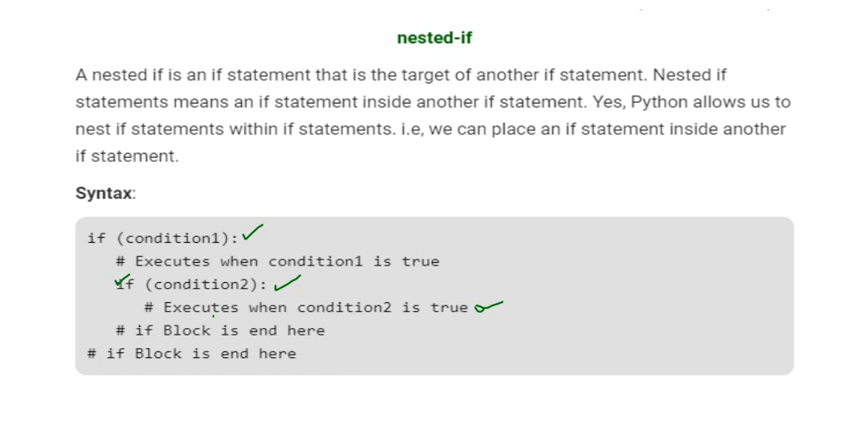 nested-if
A nested if is an if statement that is the target of another if statement. Nested if
statements means an if statement inside another if statement. Yes, Python allows us to
nest if statements within if statements. i.e, we can place an if statement inside another
if statement.
Syntax:
if (condition1):
# Executes when condition1 is true
if (condition2):
# Executes when condition2 is true
# if Block is end here
# if Block is end here